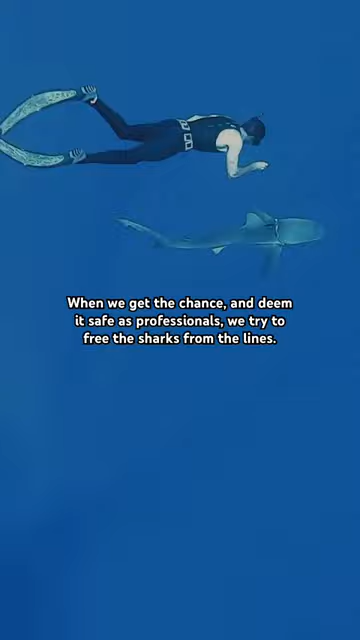 When we get the chance, and deem
it safe as professionals, we try to
free the sharks from the lines.